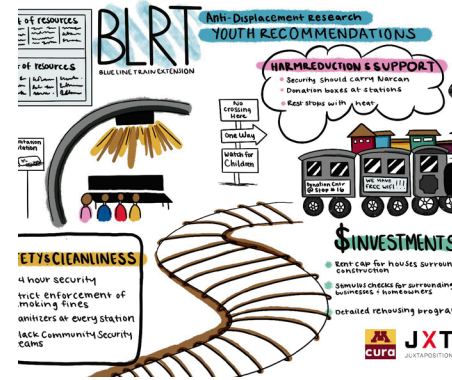 of resources
of resources
BLRT
BLUE LINE TRAIN EXTENSION
Anti-Displacement Research
YOUTH RECOMMENDATIONS
HARM REDUCTION & SUPPORT
Security should carry Narcan
Donation boxes at stations
Rest stops with heat
No
Crossing
Here
One Way
Watch for
Children
Donation Cntr
@ Stop # 16
WE HAVE
FREE WIFI!!!
ETY & CLEANLINESS
4 hour security
trict enforcement of
moking fines
anitizers at every station
lack Community Security
eams
$INVESTMENTS
Rent cap for houses surroun
construction
Stimulus checks for surrounding
businesses + homeowners
Detailed rehousing progra
M
cura
JXT
JUXTAPOSITION